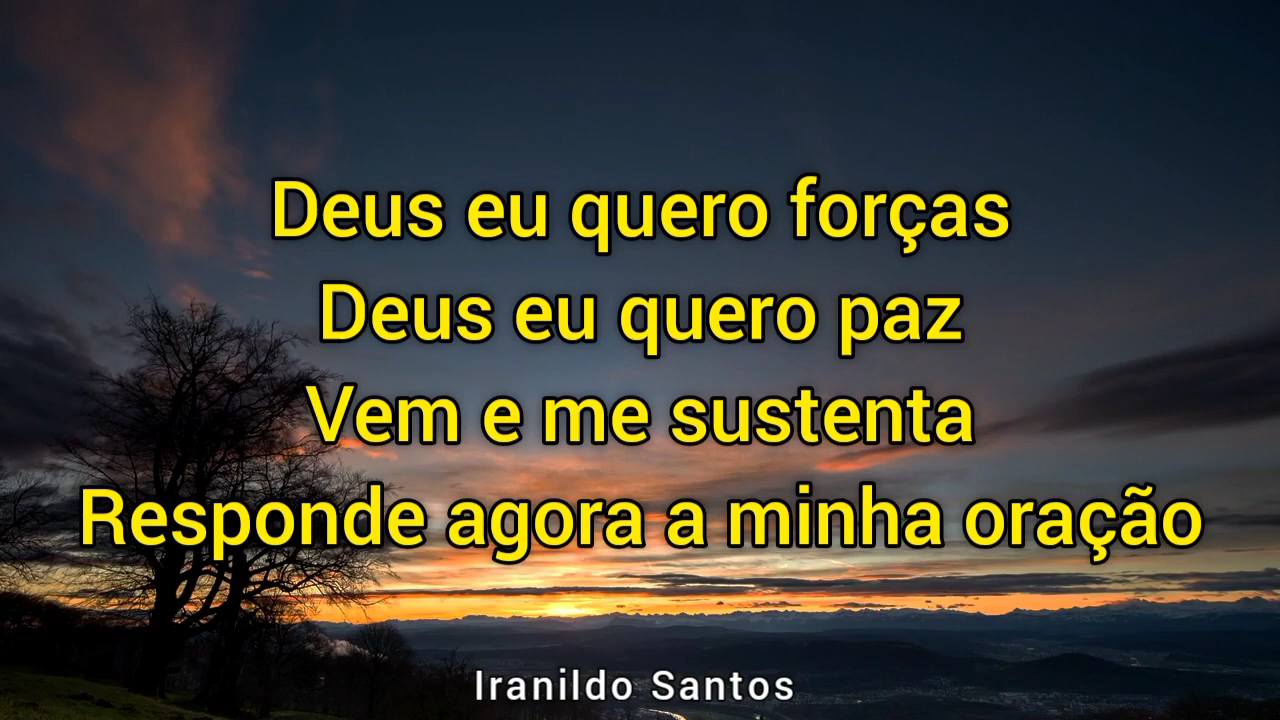 Deus eu quero forças
Deus eu quero paz
Vem e me sustenta
Responde agora a minha oração
Iranildo Santos